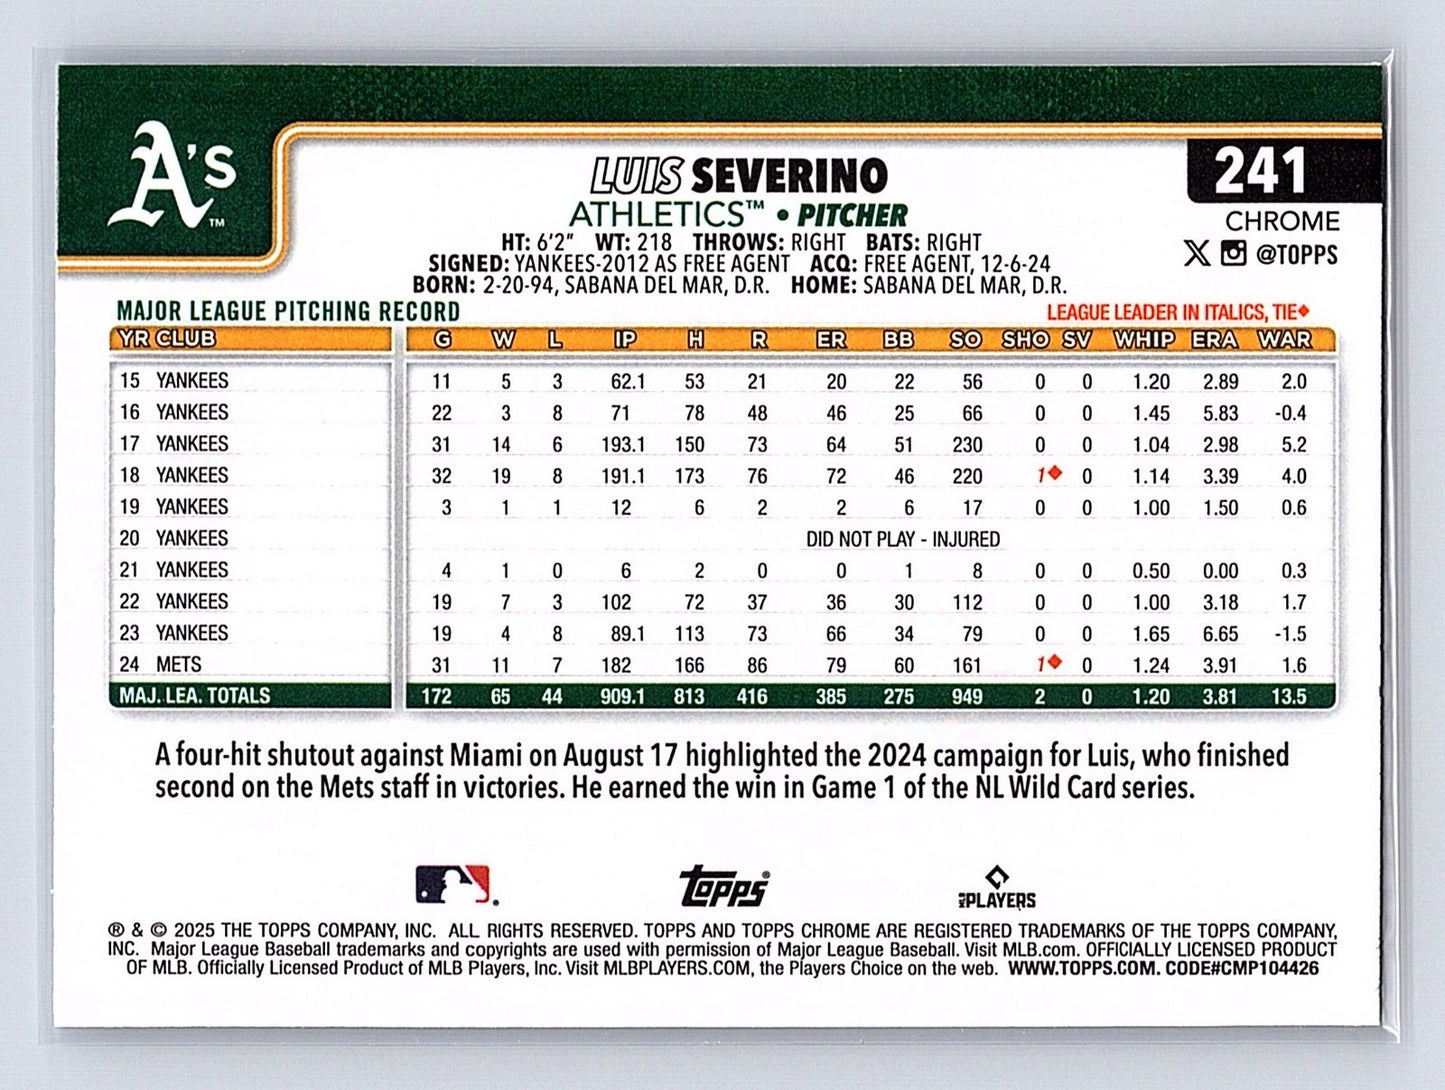 A's™
LUIS SEVERINO
241
ATHLETICS™ • PITCHER
CHROME
HT: 6'2" WT: 218 THROWS: RIGHT BATS: RIGHT
@TOPPS
SIGNED: YANKEES-2012 AS FREE AGENT ACQ: FREE AGENT, 12-6-24
BORN: 2-20-94, SABANA DEL MAR, D.R. HOME: SABANA DEL MAR, D.R.
MAJOR LEAGUE PITCHING RECORD LEAGUE LEADER IN ITALICS, TIE♦
YR CLUB G W L IP H R ER BB SO SHO SV WHIP ERA WAR
15 YANKEES 11 5 3 62.1 53 21 20 22 56 0 0 1.20 2.89 2.0
16 YANKEES 22 3 8 71 78 48 46 25 66 0 0 1.45 5.83 -0.4
17 YANKEES 31 14 6 193.1 150 73 64 51 230 0 0 1.04 2.98 5.2
18 YANKEES 32 19 8 191.1 173 76 72 46 220 1♦ 0 1.14 3.39 4.0
19 YANKEES 3 1 1 12 6 2 2 6 17 0 0 1.00 1.50 0.6
20 YANKEES DID NOT PLAY - INJURED
21 YANKEES 4 1 0 6 2 0 0 1 8 0 0 0.50 0.00 0.3
22 YANKEES 19 7 3 102 72 37 36 30 112 0 0 1.00 3.18 1.7
23 YANKEES 19 4 8 89.1 113 73 66 34 79 0 0 1.65 6.65 -1.5
24 METS 31 11 7 182 166 86 79 60 161 1♦ 0 1.24 3.91 1.6
MAJ. LEA. TOTALS 172 65 44 909.1 813 416 385 275 949 2 0 1.20 3.81 13.5
A four-hit shutout against Miami on August 17 highlighted the 2024 campaign for Luis, who finished
second on the Mets staff in victories. He earned the win in Game 1 of the NL Wild Card series.
topps® MLB PLAYERS
® & © 2025 THE TOPPS COMPANY, INC. ALL RIGHTS RESERVED. TOPPS AND TOPPS CHROME ARE REGISTERED TRADEMARKS OF THE TOPPS COMPANY,
INC. Major League Baseball trademarks and copyrights are used with permission of Major League Baseball. Visit MLB.com. OFFICIALLY LICENSED PRODUCT
OF MLB. Officially Licensed Product of MLB Players, Inc. Visit MLBPLAYERS.COM, the Players Choice on the web. WWW.TOPPS.COM. CODE#CMP104426